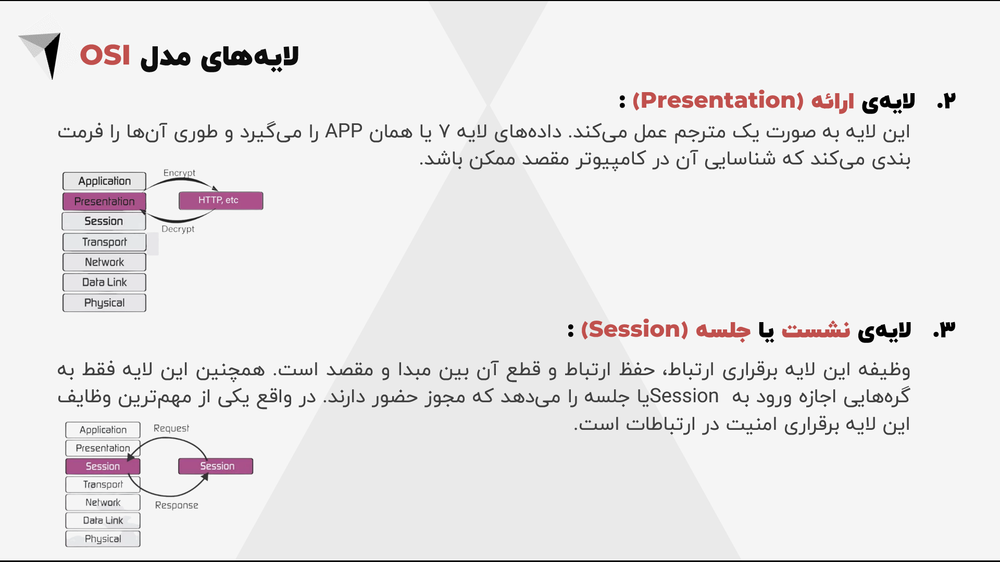 لایه‌های مدل OSI
۲. لایه‌ی ارائه (Presentation) :
این لایه به صورت یک مترجم عمل می‌کند. داده‌های لایه ۷ یا همان APP را می‌گیرد و طوری آن‌ها را فرمت
بندی می‌کند که شناسایی آن در کامپیوتر مقصد ممکن باشد.
Encrypt
Application
Presentation
HTTP, etc
Session
Decrypt
Transport
Network
Data Link
Physical
۳. لایه‌ی نشست یا جلسه (Session) :
وظیفه این لایه برقراری ارتباط، حفظ ارتباط و قطع آن بین مبدا و مقصد است. همچنین این لایه فقط به
گره‌هایی اجازه ورود به Sessionیا جلسه را می‌دهد که مجوز حضور دارند. در واقع یکی از مهم‌ترین وظایف
این لایه برقراری امنیت در ارتباطات است.
Application
Request
Presentation
Session
Session
Transport
Network
Response
Data Link
Physical